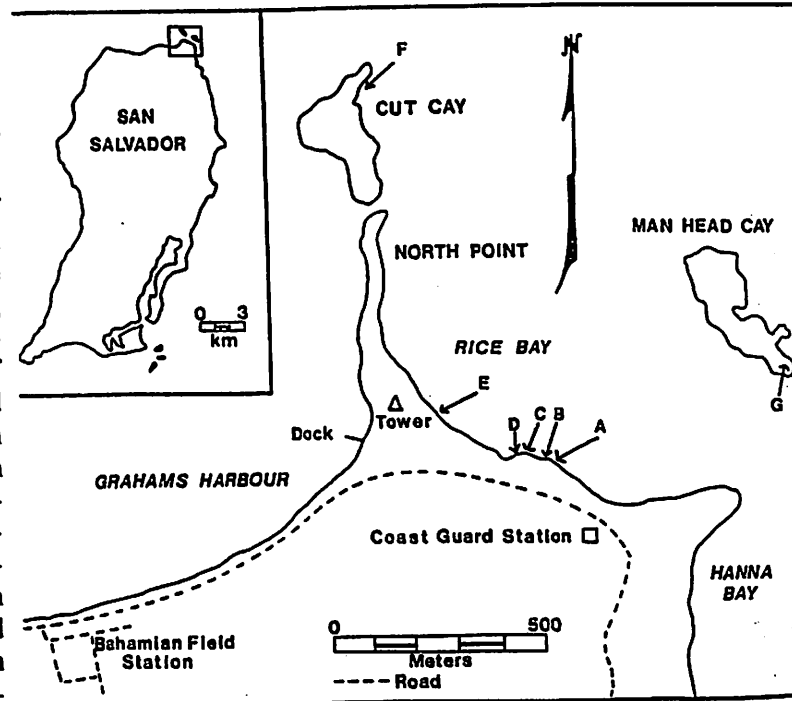 SAN
SALVADOR
0 3
km
F
CUT CAY
N
NORTH POINT
MAN HEAD CAY
RICE BAY
E
G
Tower
Dock
D C B A
GRAHAMS HARBOUR
Coast Guard Station
HANNA
BAY
0 500
Meters
Road
Bahamian Field
Station